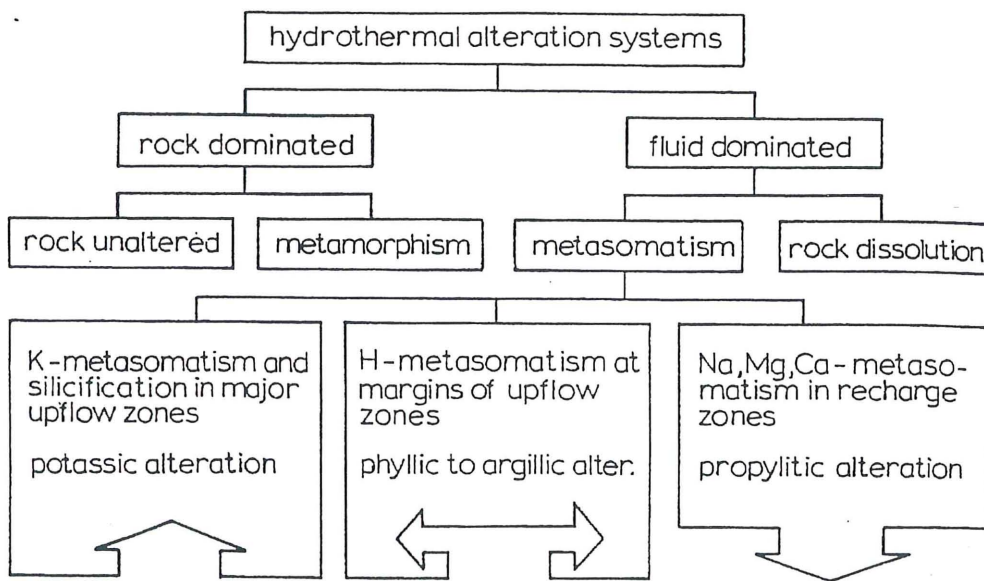 hydrothermal alteration systems
rock dominated
fluid dominated
rock unaltered
metamorphism
metasomatism
rock dissolution
K-metasomatism and
silicification in major
upflow zones
potassic alteration
H-metasomatism at
margins of upflow
zones
phyllic to argillic alter.
Na,Mg,Ca-metaso-
matism in recharge
zones
propylitic alteration